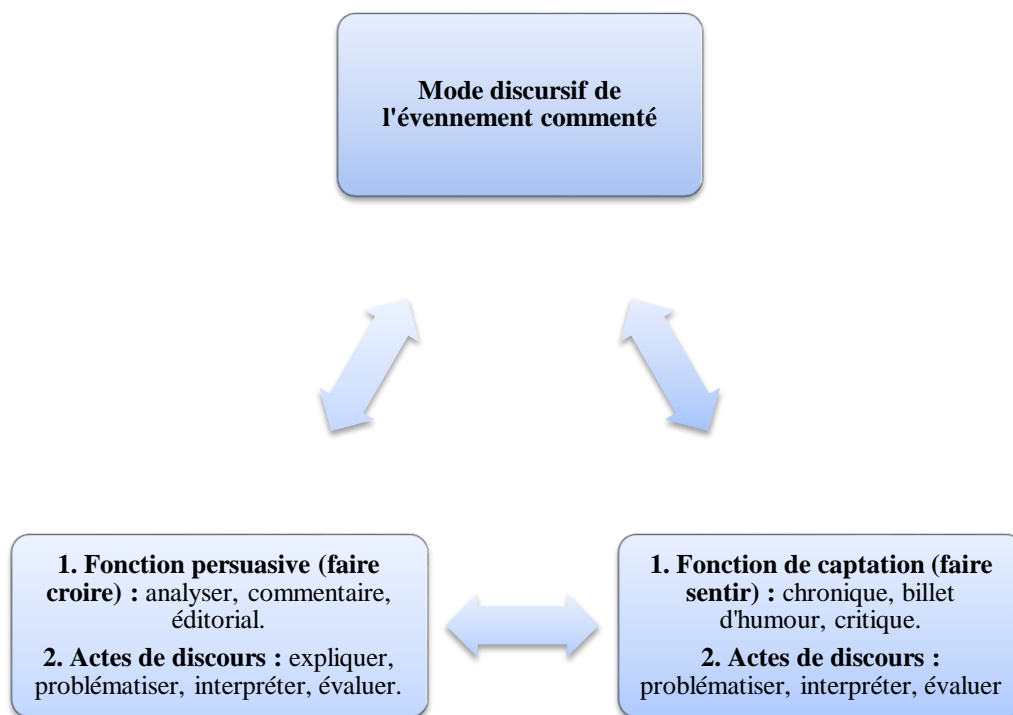 Mode discursif de
l'évennement commenté
1. Fonction persuasive (faire
croire) : analyser, commentaire,
éditorial.
2. Actes de discours : expliquer,
problématiser, interpréter, évaluer.
1. Fonction de captation (faire
sentir) : chronique, billet
d'humour, critique.
2. Actes de discours :
problématiser, interpréter, évaluer